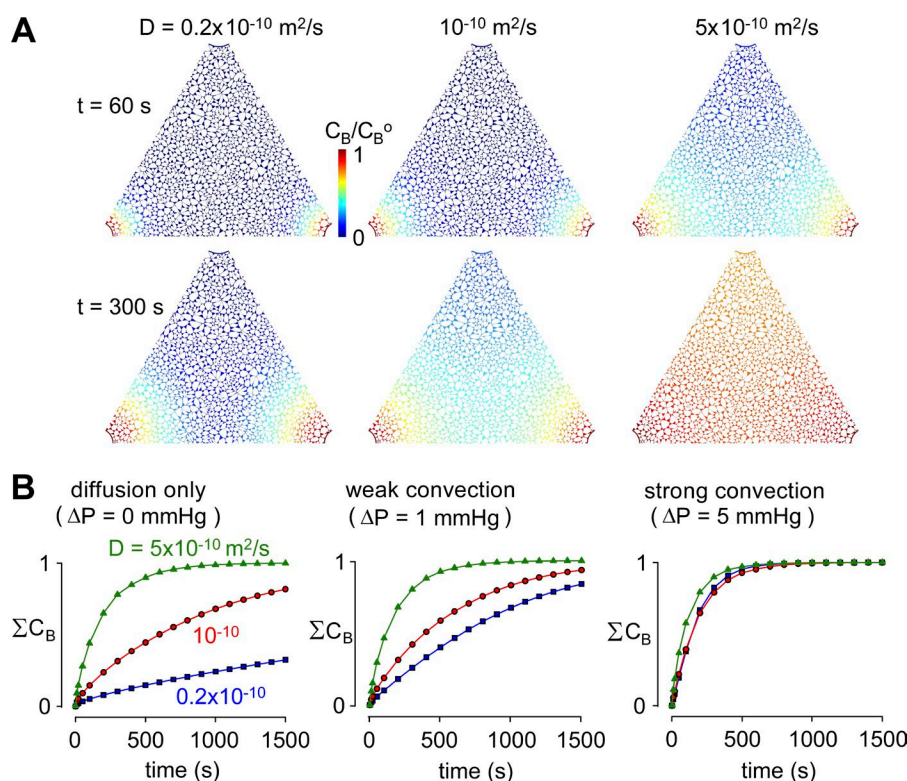 A
D = 0.2x10⁻¹⁰ m²/s 10⁻¹⁰ m²/s 5x10⁻¹⁰ m²/s
t = 60 s
C_B/C_B°
1
0
t = 300 s
B
diffusion only
( ΔP = 0 mmHg )
weak convection
( ΔP = 1 mmHg )
strong convection
( ΔP = 5 mmHg )
D = 5x10⁻¹⁰ m²/s
10⁻¹⁰
0.2x10⁻¹⁰
1
ΣC_B
0
0 500 1000 1500
time (s)
1
ΣC_B
0
0 500 1000 1500
time (s)
1
ΣC_B
0
0 500 1000 1500
time (s)